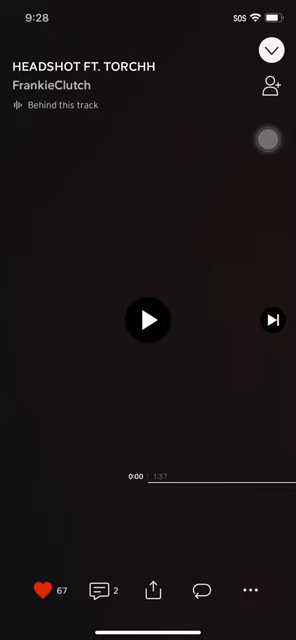 9:28
SOS
HEADSHOT FT. TORCHH
FrankieClutch
Behind this track
0:00 1:37
67
2